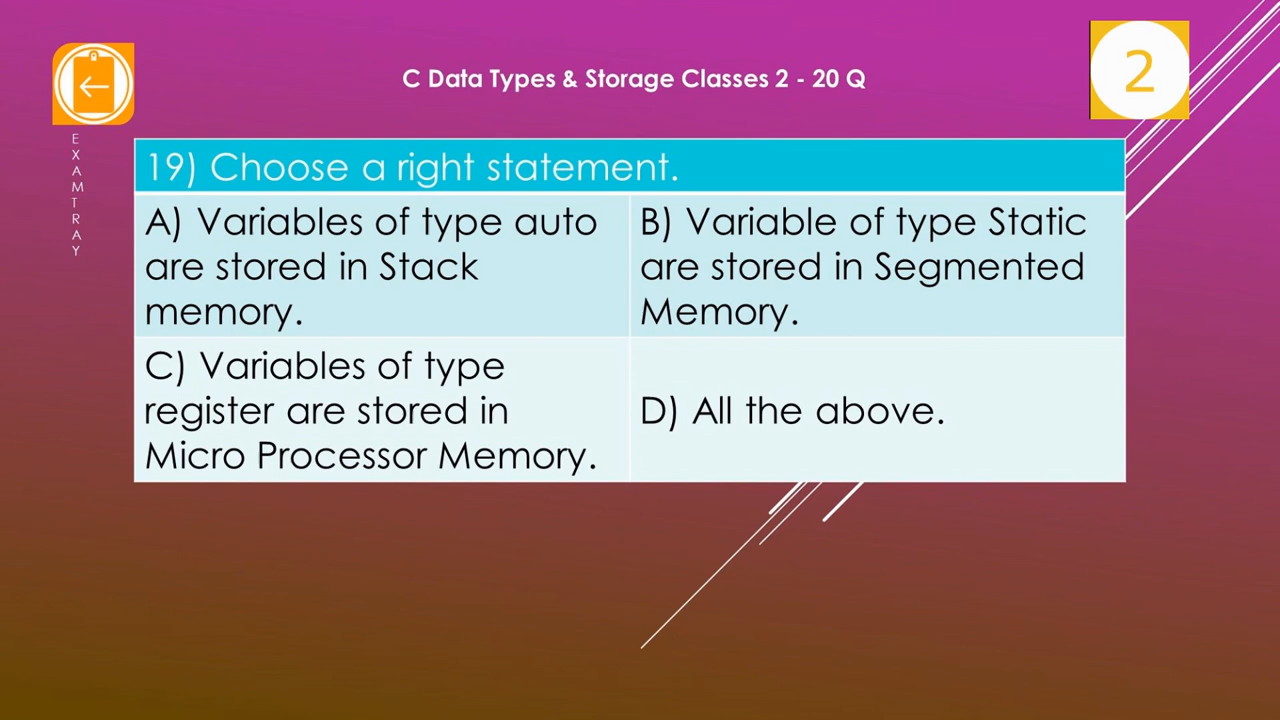 C Data Types & Storage Classes 2 - 20 Q
2
EXAMTRAY
19) Choose a right statement.
A) Variables of type auto
are stored in Stack
memory.
B) Variable of type Static
are stored in Segmented
Memory.
C) Variables of type
register are stored in
Micro Processor Memory.
D) All the above.